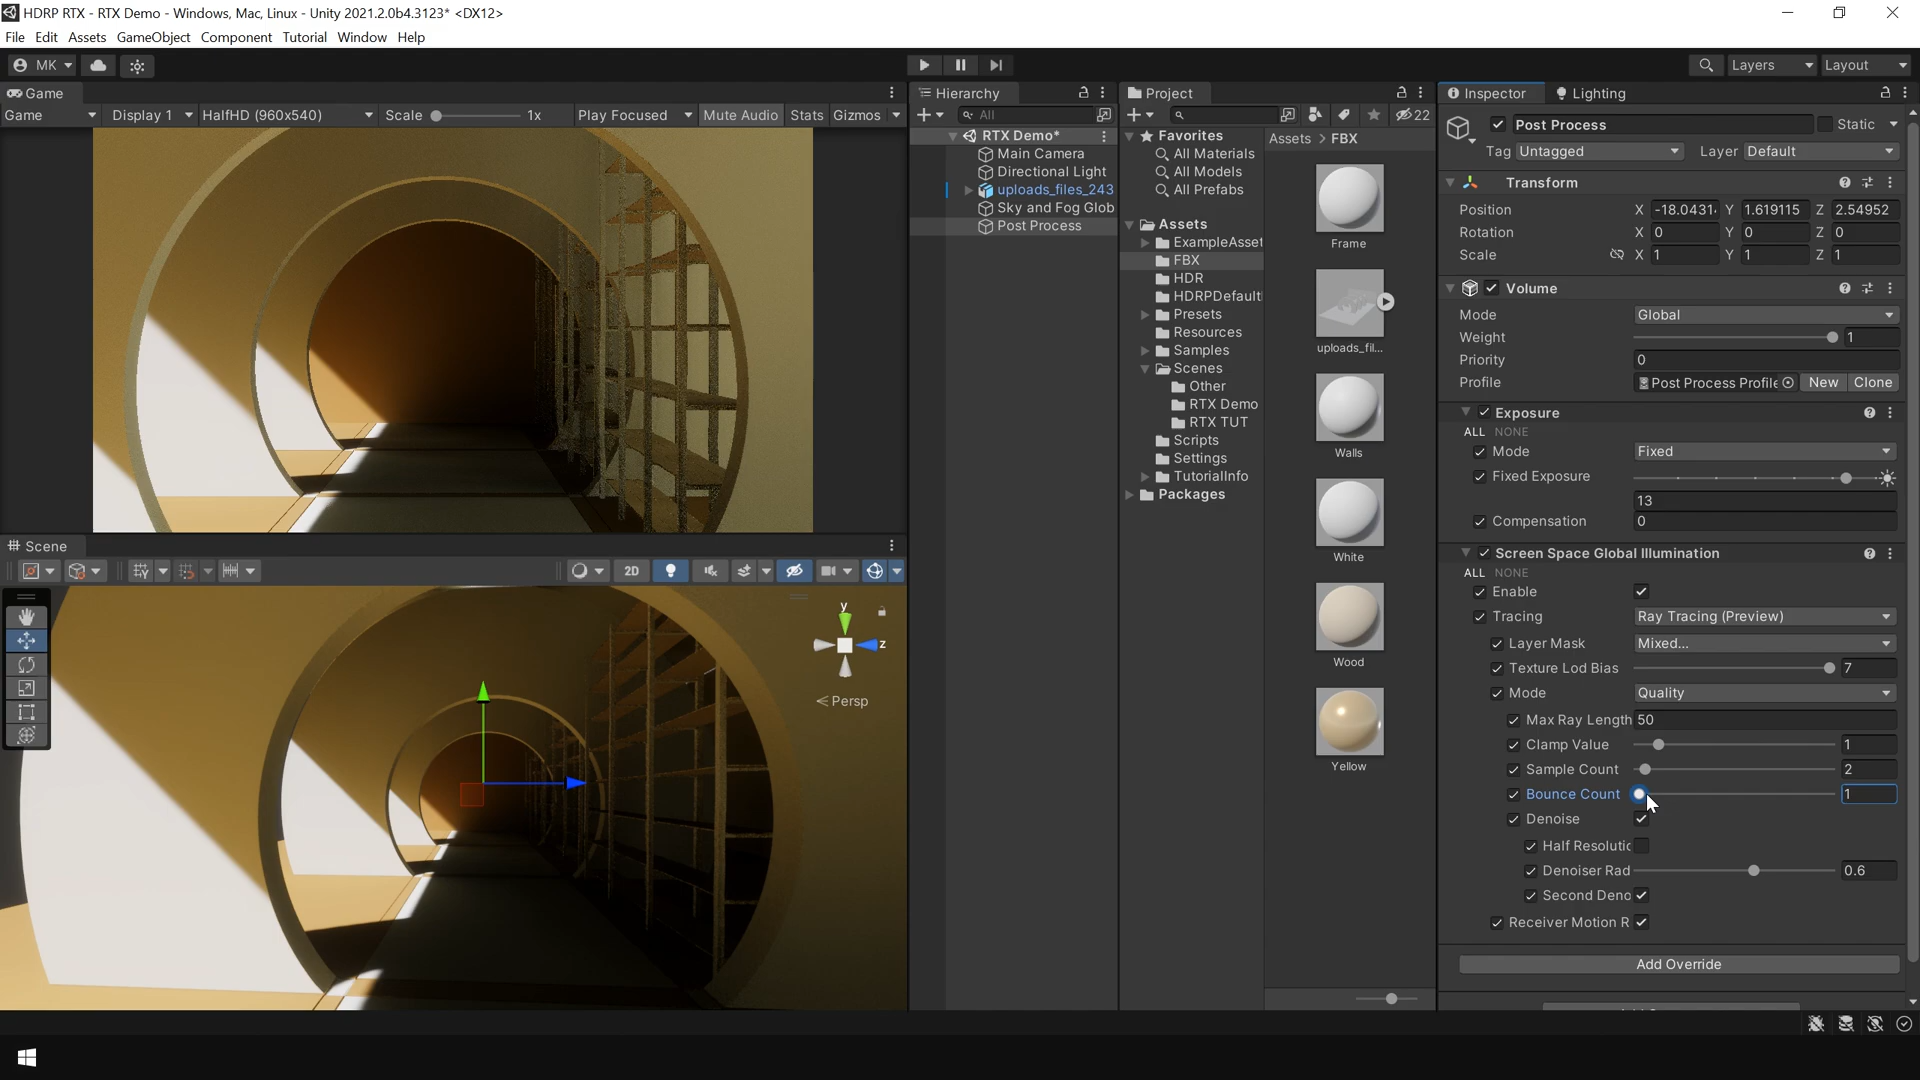 HDRP RTX - RTX Demo - Windows, Mac, Linux - Unity 2021.2.0b4.3123* <DX12>
File Edit Assets GameObject Component Tutorial Window Help
MK
Layers
Layout
Game
Game
Display 1
HalfHD (960x540)
Scale
1x
Play Focused
Mute Audio
Stats
Gizmos
Scene
2D
y
z
Persp
Hierarchy
All
RTX Demo*
Main Camera
Directional Light
uploads_files_243
Sky and Fog Glob
Post Process
Project
22
Favorites
All Materials
All Models
All Prefabs
Assets
ExampleAsset
FBX
HDR
HDRPDefault
Presets
Resources
Samples
Scenes
Other
RTX Demo
RTX TUT
Scripts
Settings
TutorialInfo
Packages
Assets > FBX
Frame
uploads_fil...
Walls
White
Wood
Yellow
Inspector
Lighting
Post Process
Static
Tag Untagged
Layer Default
Transform
Position X -18.0431 Y 1.619115 Z 2.54952
Rotation X 0 Y 0 Z 0
Scale X 1 Y 1 Z 1
Volume
Mode Global
Weight 1
Priority 0
Profile Post Process Profile New Clone
Exposure
ALL NONE
Mode Fixed
Fixed Exposure
13
Compensation 0
Screen Space Global Illumination
ALL NONE
Enable
Tracing Ray Tracing (Preview)
Layer Mask Mixed...
Texture Lod Bias 7
Mode Quality
Max Ray Length 50
Clamp Value 1
Sample Count 2
Bounce Count 1
Denoise
Half Resolutic
Denoiser Rad 0.6
Second Deno
Receiver Motion R
Add Override